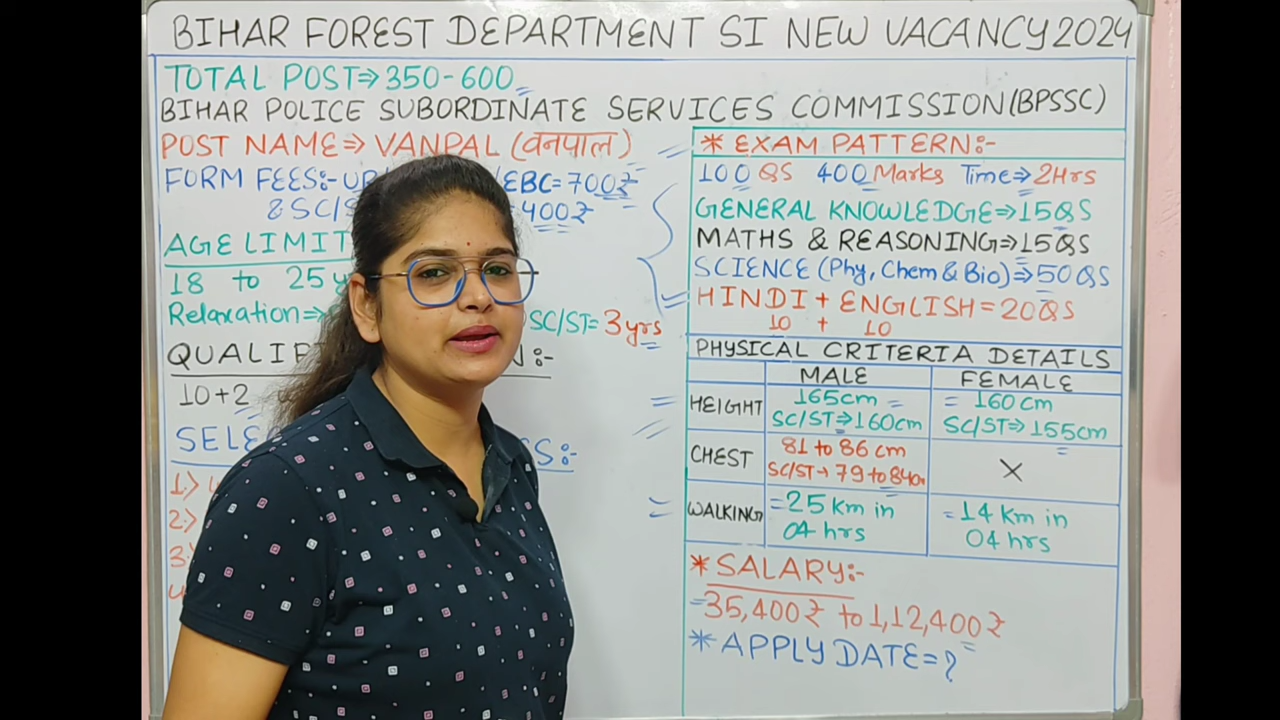 BIHAR FOREST DEPARTMENT SI NEW VACANCY 2024
TOTAL POST⇒350-600
BIHAR POLICE SUBORDINATE SERVICES COMMISSION (BPSSC)
POST NAME⇒ VANPAL (वनपाल)
FORM FEES:- EBC=700₹
& SC/S =400₹
AGE LIMIT
18 to 25
Relaxation⇒ SC/ST= 3yrs
QUALIF N:-
10+2
SELE SS:-
1.>
2.>
3.>
* EXAM PATTERN:-
100 QS 400 Marks Time⇒2Hrs
GENERAL KNOWLEDGE⇒15QS
MATHS & REASONING⇒15QS
SCIENCE (Phy, Chem & Bio)⇒50QS
HINDI + ENGLISH = 20QS
10 + 10
PHYSICAL CRITERIA DETAILS
MALE FEMALE
HEIGHT 165cm = 160cm
SC/ST⇒160cm SC/ST⇒155cm
CHEST 81 to 86 cm X
SC/ST→79 to 84cm
WALKING =25 Km in =14 Km in
04 hrs 04 hrs
* SALARY:-
=35,400₹ to 1,12,400₹
* APPLY DATE=?